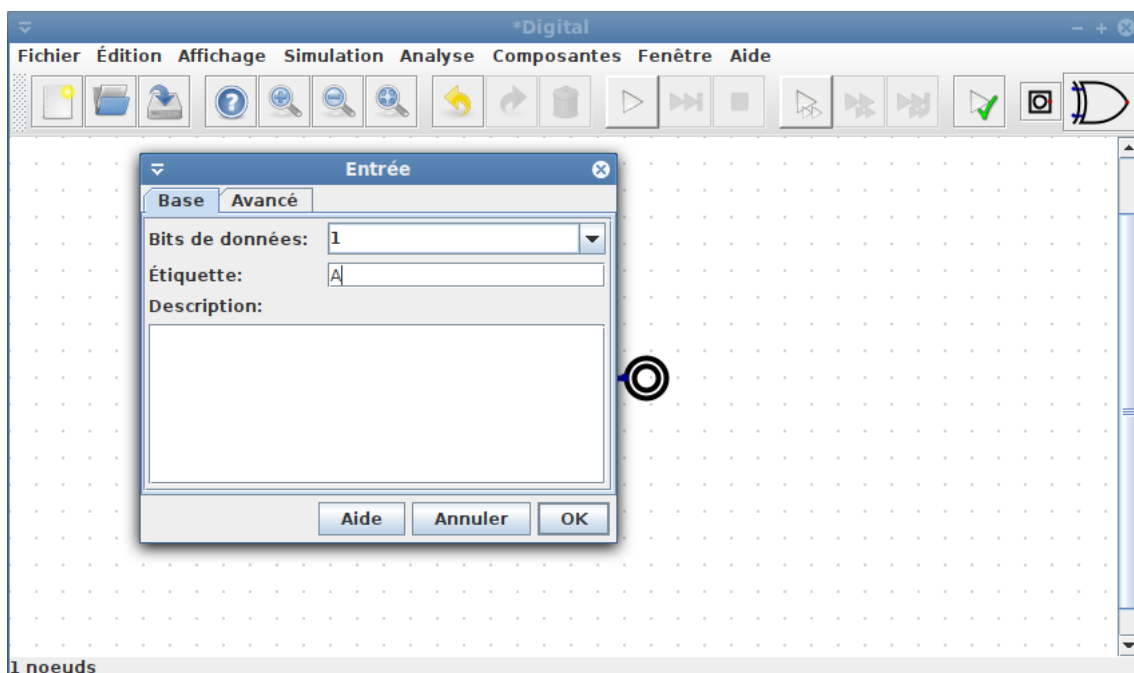 *Digital
Fichier Édition Affichage Simulation Analyse Composantes Fenêtre Aide
Entrée
Base Avancé
Bits de données: 1
Étiquette: A
Description:
Aide Annuler OK
1 noeuds